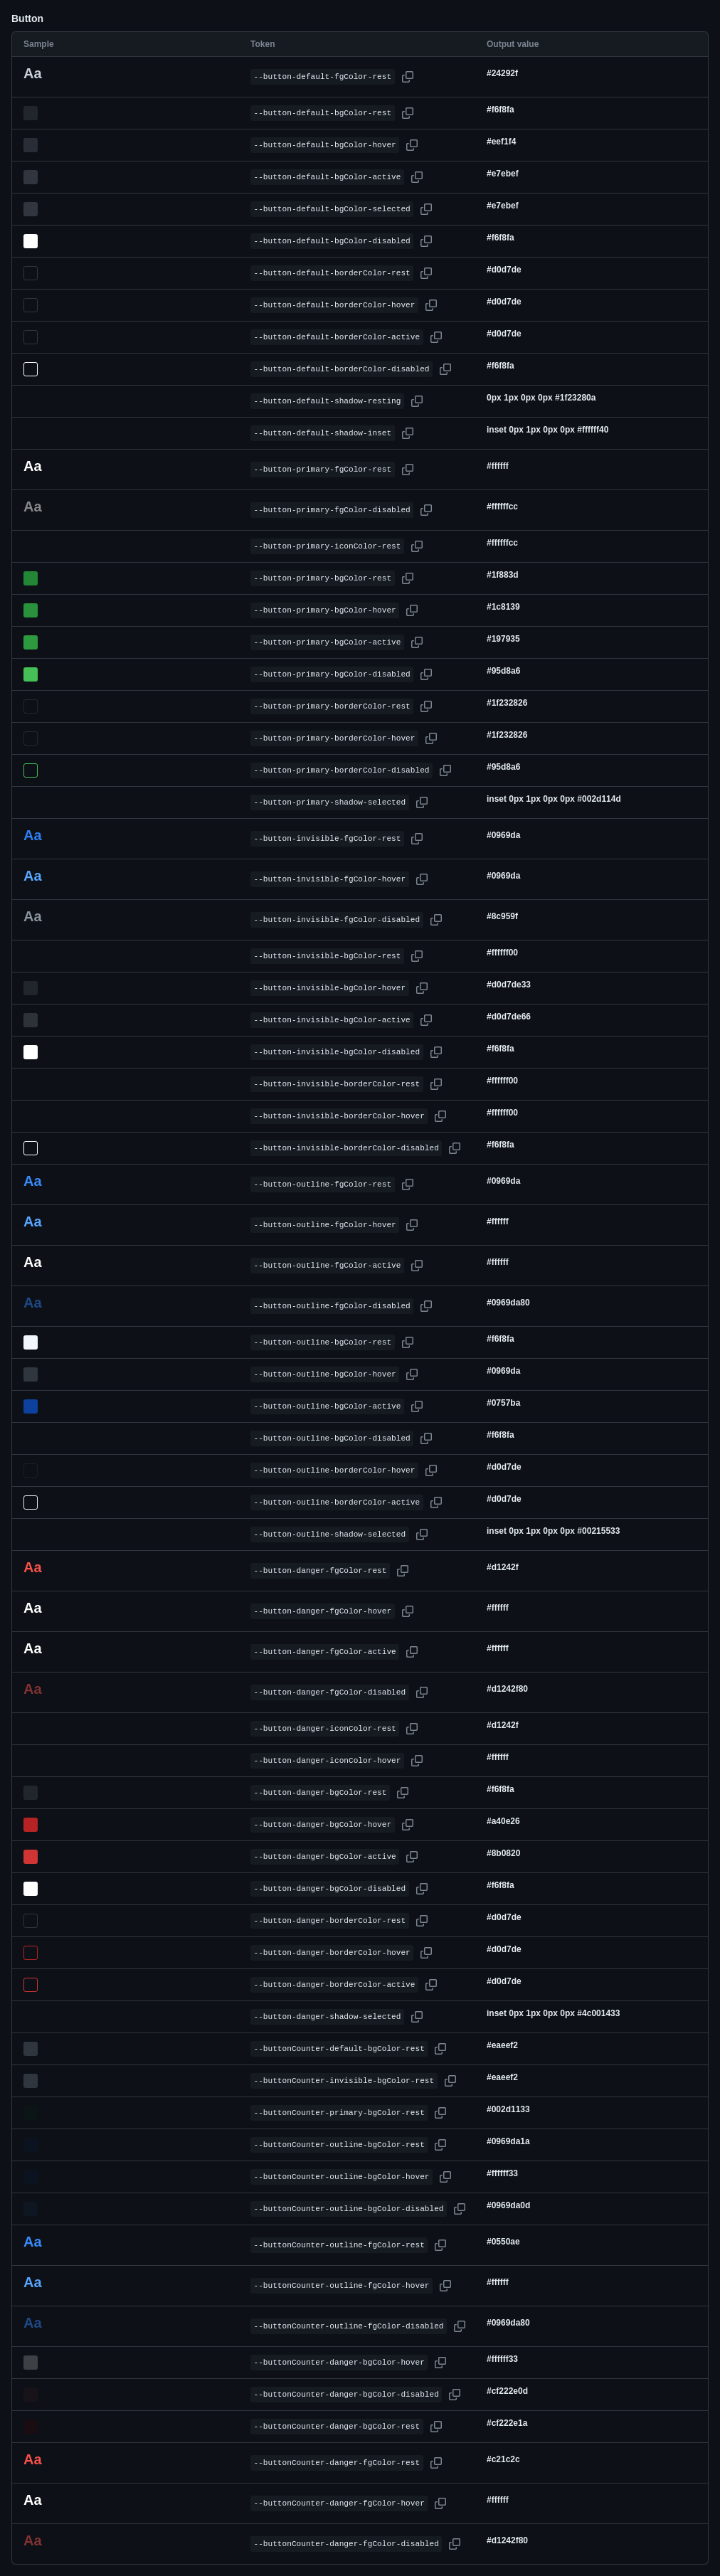 Button
Sample Token Output value
Aa --button-default-fgColor-rest #24292f
--button-default-bgColor-rest #f6f8fa
--button-default-bgColor-hover #eef1f4
--button-default-bgColor-active #e7ebef
--button-default-bgColor-selected #e7ebef
--button-default-bgColor-disabled #f6f8fa
--button-default-borderColor-rest #d0d7de
--button-default-borderColor-hover #d0d7de
--button-default-borderColor-active #d0d7de
--button-default-borderColor-disabled #f6f8fa
--button-default-shadow-resting 0px 1px 0px 0px #1f23280a
--button-default-shadow-inset inset 0px 1px 0px 0px #ffffff40
Aa --button-primary-fgColor-rest #ffffff
Aa --button-primary-fgColor-disabled #ffffffcc
--button-primary-iconColor-rest #ffffffcc
--button-primary-bgColor-rest #1f883d
--button-primary-bgColor-hover #1c8139
--button-primary-bgColor-active #197935
--button-primary-bgColor-disabled #95d8a6
--button-primary-borderColor-rest #1f232826
--button-primary-borderColor-hover #1f232826
--button-primary-borderColor-disabled #95d8a6
--button-primary-shadow-selected inset 0px 1px 0px 0px #002d114d
Aa --button-invisible-fgColor-rest #0969da
Aa --button-invisible-fgColor-hover #0969da
Aa --button-invisible-fgColor-disabled #8c959f
--button-invisible-bgColor-rest #ffffff00
--button-invisible-bgColor-hover #d0d7de33
--button-invisible-bgColor-active #d0d7de66
--button-invisible-bgColor-disabled #f6f8fa
--button-invisible-borderColor-rest #ffffff00
--button-invisible-borderColor-hover #ffffff00
--button-invisible-borderColor-disabled #f6f8fa
Aa --button-outline-fgColor-rest #0969da
Aa --button-outline-fgColor-hover #ffffff
Aa --button-outline-fgColor-active #ffffff
Aa --button-outline-fgColor-disabled #0969da80
--button-outline-bgColor-rest #f6f8fa
--button-outline-bgColor-hover #0969da
--button-outline-bgColor-active #0757ba
--button-outline-bgColor-disabled #f6f8fa
--button-outline-borderColor-hover #d0d7de
--button-outline-borderColor-active #d0d7de
--button-outline-shadow-selected inset 0px 1px 0px 0px #00215533
Aa --button-danger-fgColor-rest #d1242f
Aa --button-danger-fgColor-hover #ffffff
Aa --button-danger-fgColor-active #ffffff
Aa --button-danger-fgColor-disabled #d1242f80
--button-danger-iconColor-rest #d1242f
--button-danger-iconColor-hover #ffffff
--button-danger-bgColor-rest #f6f8fa
--button-danger-bgColor-hover #a40e26
--button-danger-bgColor-active #8b0820
--button-danger-bgColor-disabled #f6f8fa
--button-danger-borderColor-rest #d0d7de
--button-danger-borderColor-hover #d0d7de
--button-danger-borderColor-active #d0d7de
--button-danger-shadow-selected inset 0px 1px 0px 0px #4c001433
--buttonCounter-default-bgColor-rest #eaeef2
--buttonCounter-invisible-bgColor-rest #eaeef2
--buttonCounter-primary-bgColor-rest #002d1133
--buttonCounter-outline-bgColor-rest #0969da1a
--buttonCounter-outline-bgColor-hover #ffffff33
--buttonCounter-outline-bgColor-disabled #0969da0d
Aa --buttonCounter-outline-fgColor-rest #0550ae
Aa --buttonCounter-outline-fgColor-hover #ffffff
Aa --buttonCounter-outline-fgColor-disabled #0969da80
--buttonCounter-danger-bgColor-hover #ffffff33
--buttonCounter-danger-bgColor-disabled #cf222e0d
--buttonCounter-danger-bgColor-rest #cf222e1a
Aa --buttonCounter-danger-fgColor-rest #c21c2c
Aa --buttonCounter-danger-fgColor-hover #ffffff
Aa --buttonCounter-danger-fgColor-disabled #d1242f80